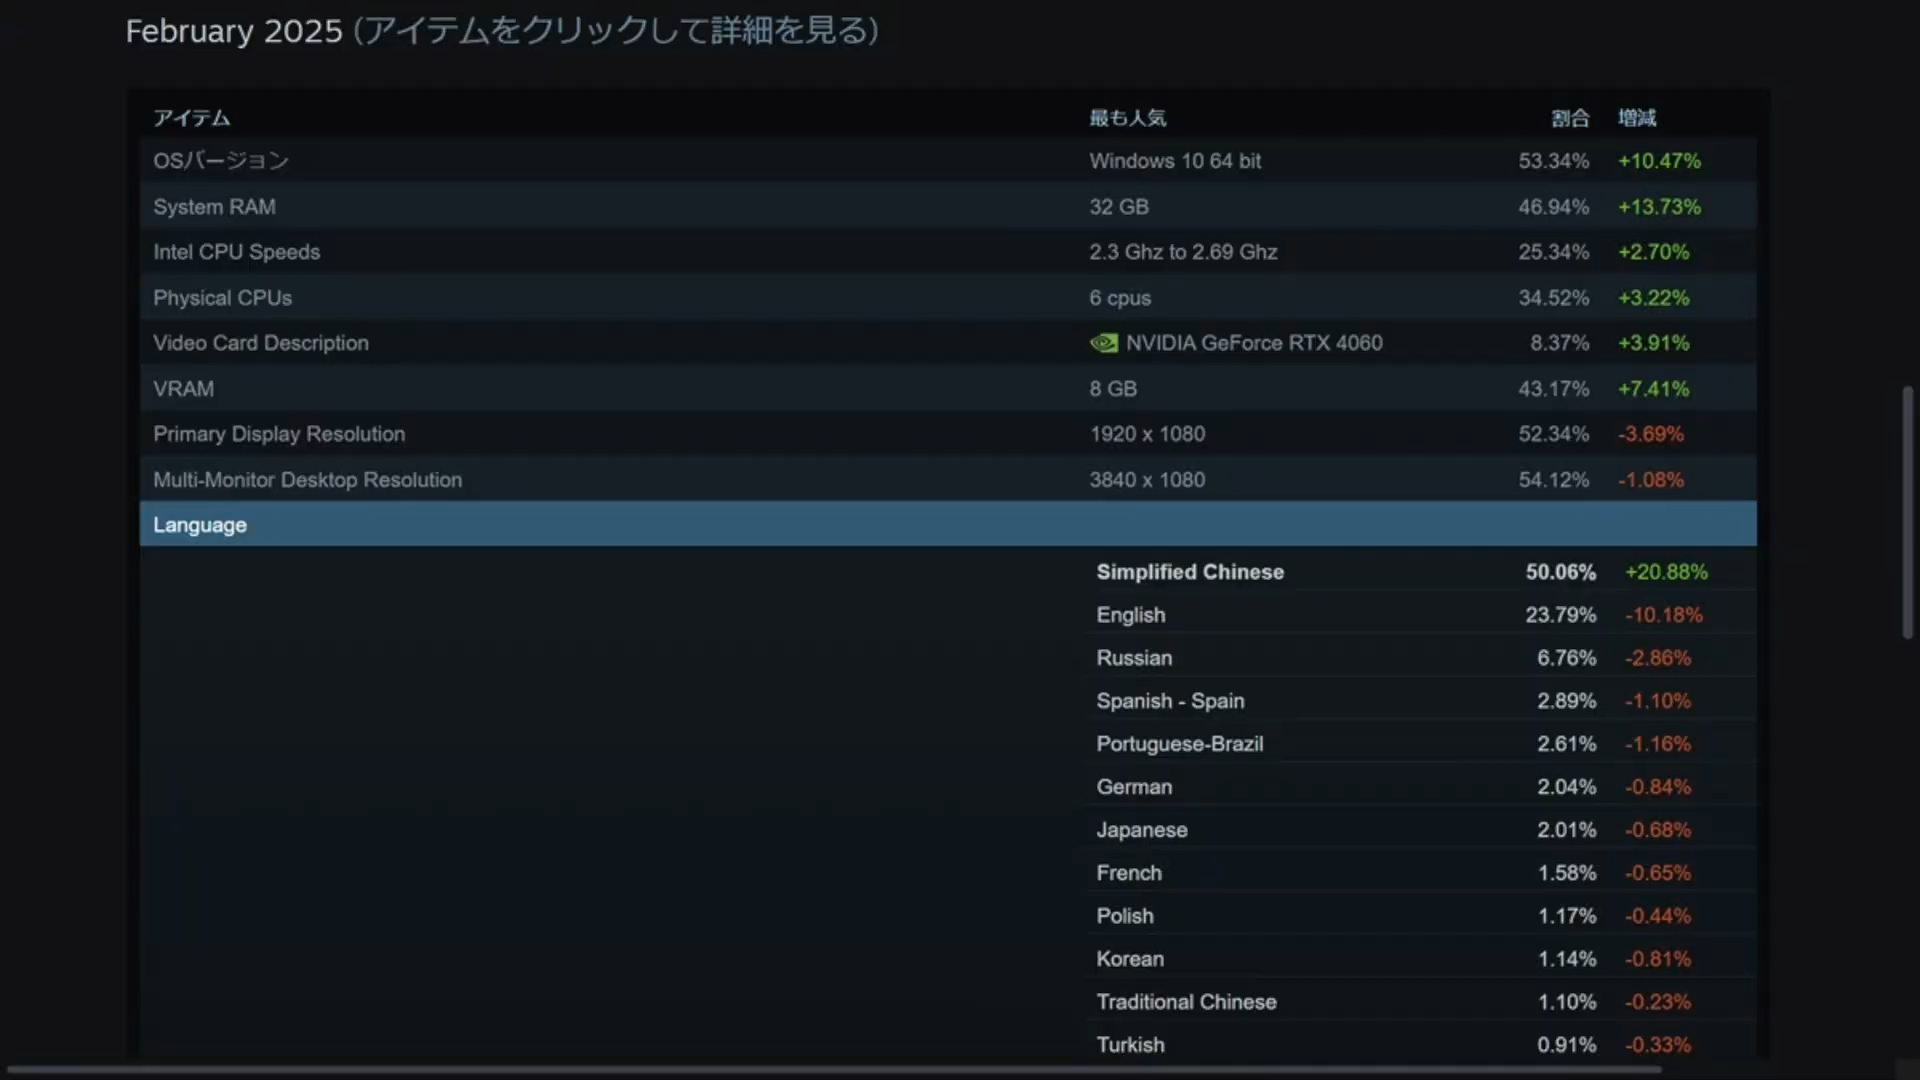 February 2025 (アイテムをクリックして詳細を見る)
アイテム 最も人気 割合 増減
OSバージョン Windows 10 64 bit 53.34% +10.47%
System RAM 32 GB 46.94% +13.73%
Intel CPU Speeds 2.3 Ghz to 2.69 Ghz 25.34% +2.70%
Physical CPUs 6 cpus 34.52% +3.22%
Video Card Description NVIDIA GeForce RTX 4060 8.37% +3.91%
VRAM 8 GB 43.17% +7.41%
Primary Display Resolution 1920 x 1080 52.34% -3.69%
Multi-Monitor Desktop Resolution 3840 x 1080 54.12% -1.08%
Language
Simplified Chinese 50.06% +20.88%
English 23.79% -10.18%
Russian 6.76% -2.86%
Spanish - Spain 2.89% -1.10%
Portuguese-Brazil 2.61% -1.16%
German 2.04% -0.84%
Japanese 2.01% -0.68%
French 1.58% -0.65%
Polish 1.17% -0.44%
Korean 1.14% -0.81%
Traditional Chinese 1.10% -0.23%
Turkish 0.91% -0.33%